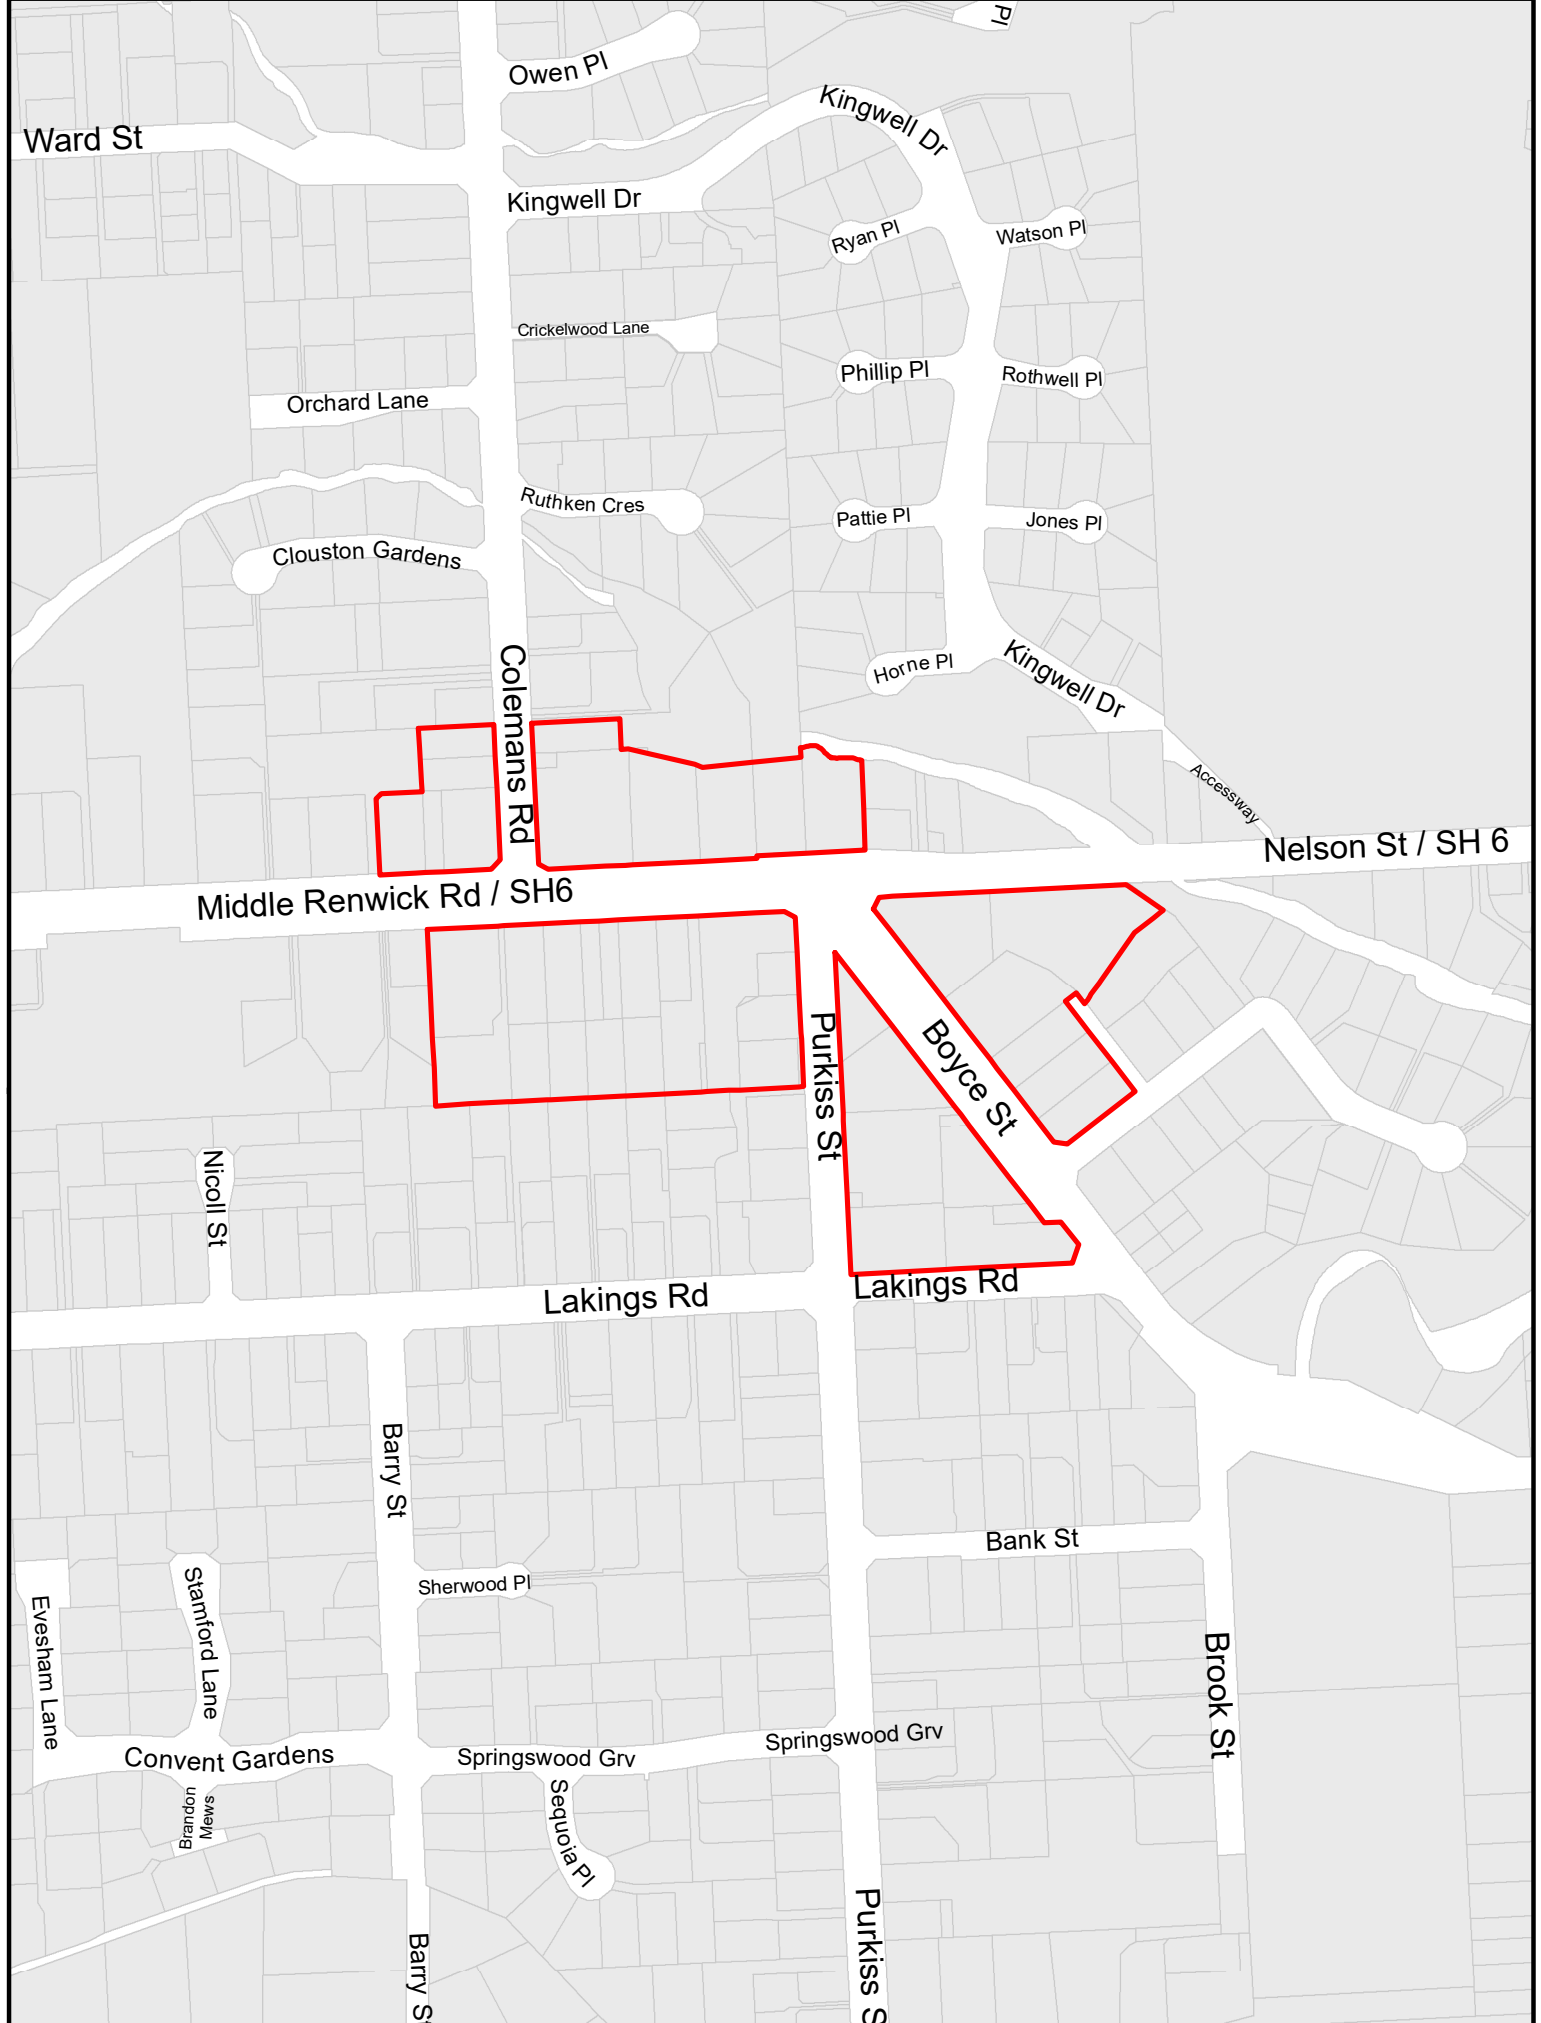 Pl
Owen Pl
Kingwell Dr
Ward St
Kingwell Dr
Ryan Pl
Watson Pl
Crickelwood Lane
Phillip Pl
Rothwell Pl
Orchard Lane
Ruthken Cres
Pattie Pl
Jones Pl
Clouston Gardens
Horne Pl
Kingwell Dr
Colemans Rd
Accessway
Nelson St / SH 6
Middle Renwick Rd / SH6
Purkiss St
Boyce St
Nicoll St
Lakings Rd
Lakings Rd
Barry St
Bank St
Sherwood Pl
Stamford Lane
Evesham Lane
Brook St
Springswood Grv
Convent Gardens
Springswood Grv
Sequoia Pl
Brandon
Mews
Purkiss S
Barry St